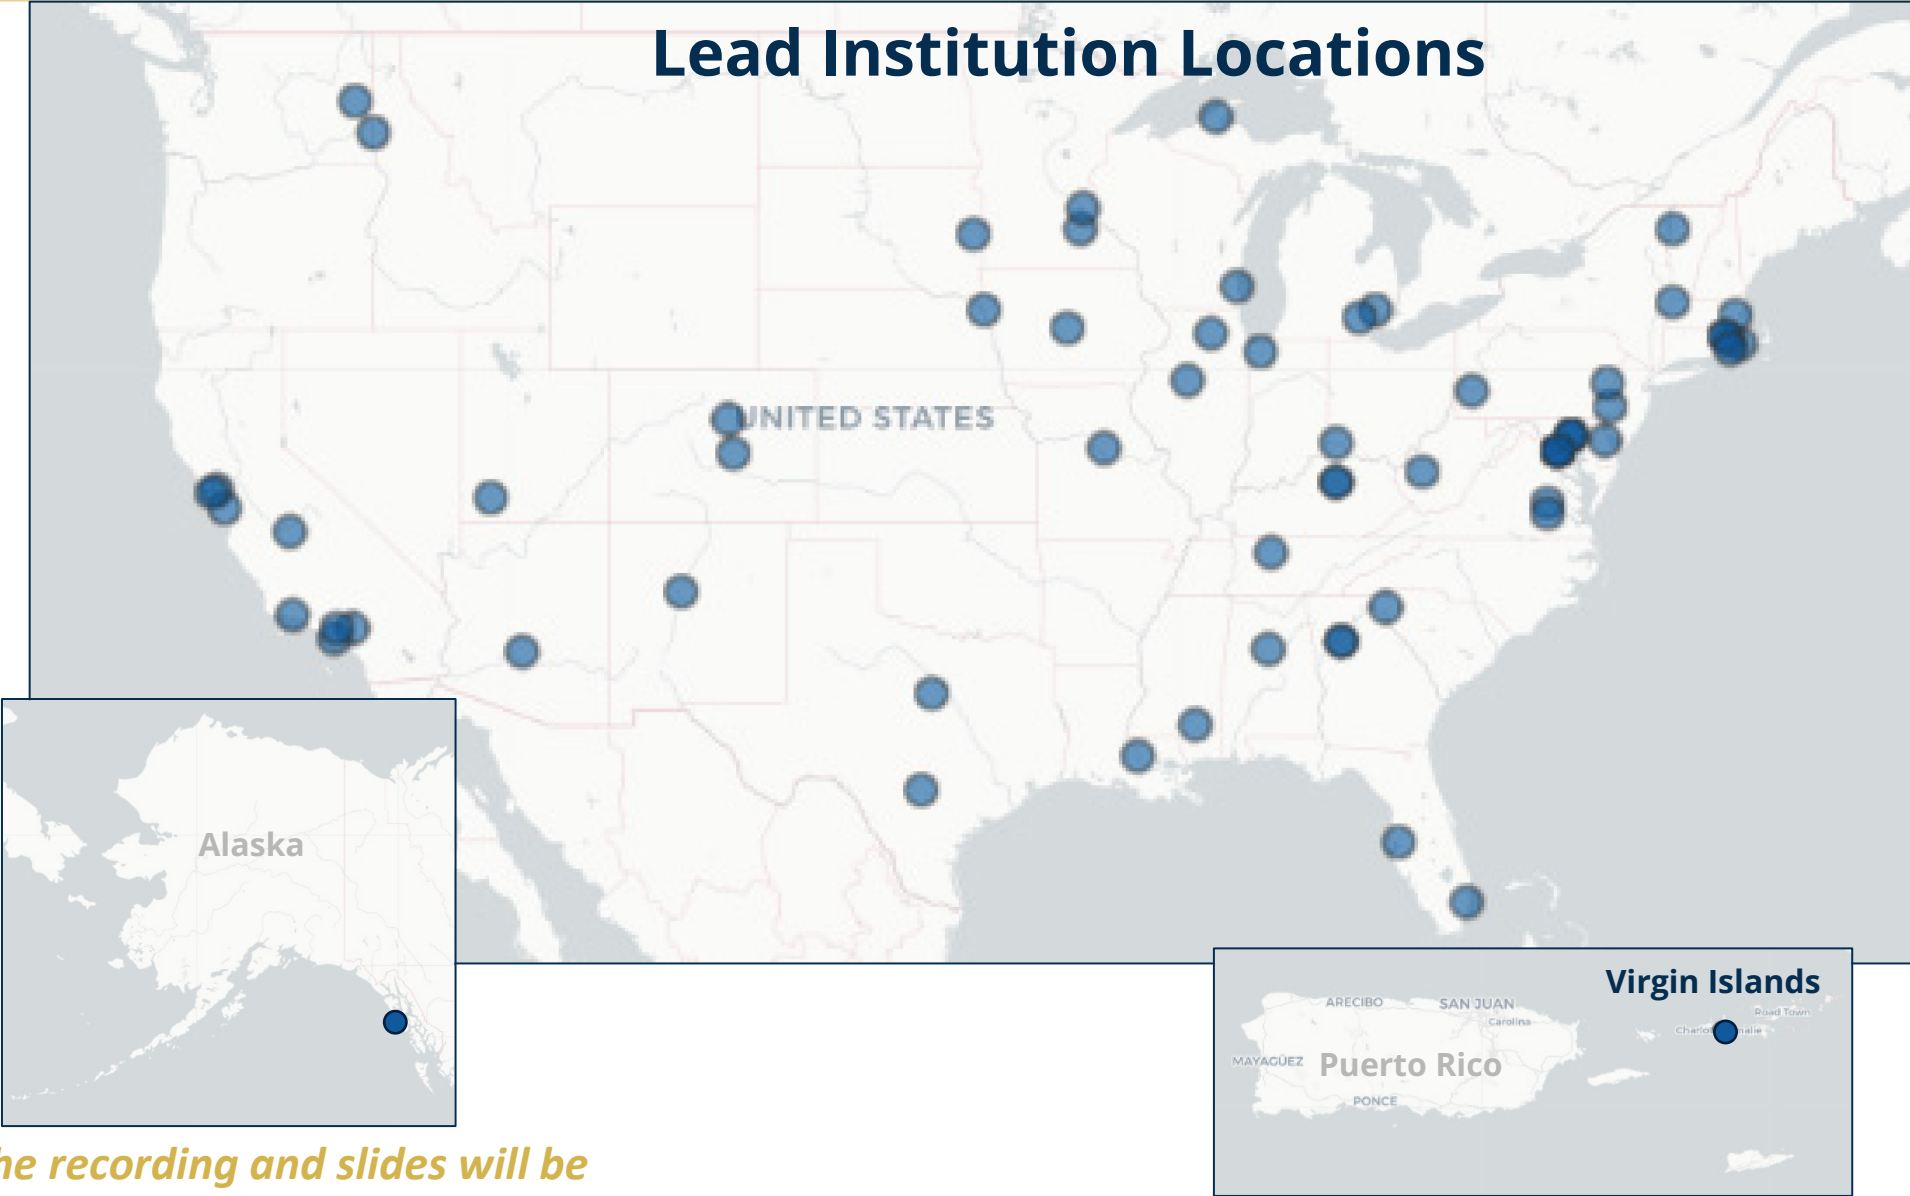 Lead Institution Locations
UNITED STATES
Alaska
Virgin Islands
ARECIBO
SAN JUAN
Carolina
Road Town
MAYAGÜEZ
Puerto Rico
PONCE
recording and slides will be